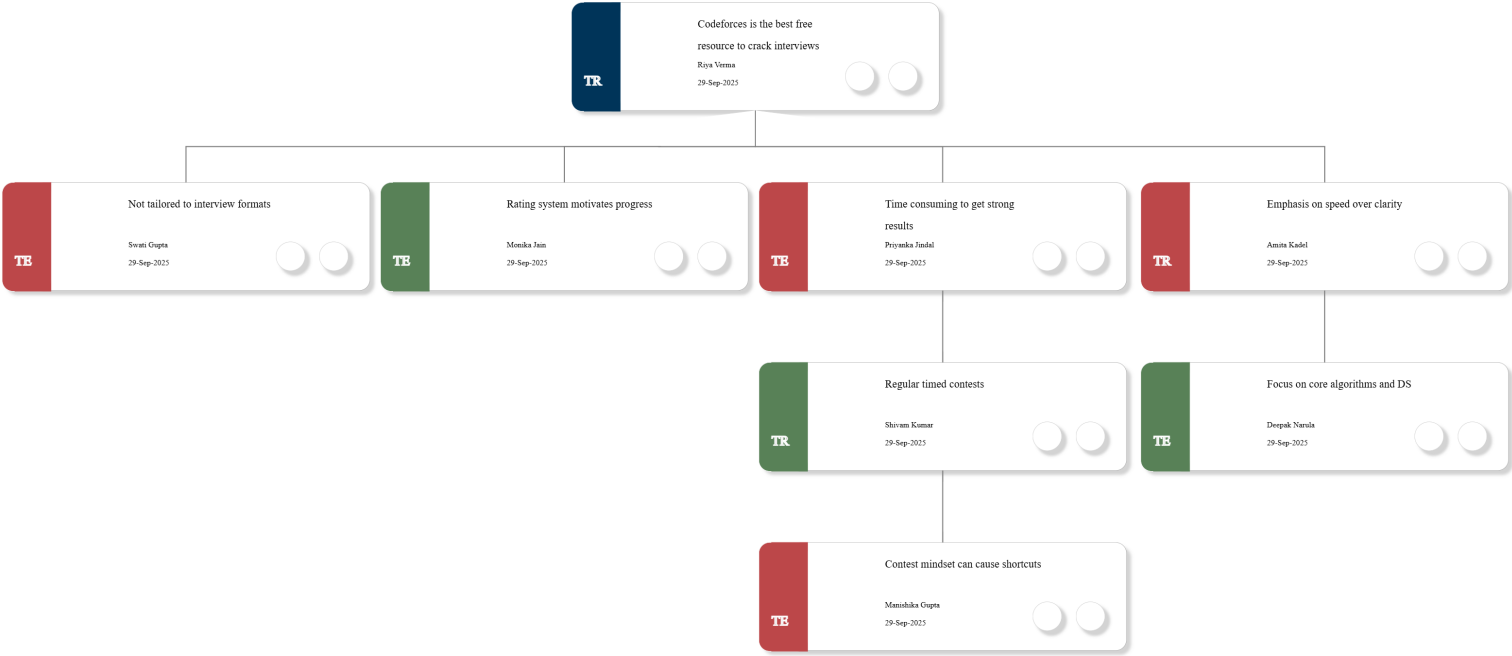 Codeforces is the best free
resource to crack interviews
Riya Verma
29-Sep-2025
TR
Not tailored to interview formats
Swati Gupta
29-Sep-2025
TE
Rating system motivates progress
Monika Jain
29-Sep-2025
TE
Time consuming to get strong
results
Priyanka Jindal
29-Sep-2025
TE
Emphasis on speed over clarity
Amita Kadel
29-Sep-2025
TR
Regular timed contests
Shivam Kumar
29-Sep-2025
TR
Focus on core algorithms and DS
Deepak Narula
29-Sep-2025
TE
Contest mindset can cause shortcuts
Manishika Gupta
29-Sep-2025
TE